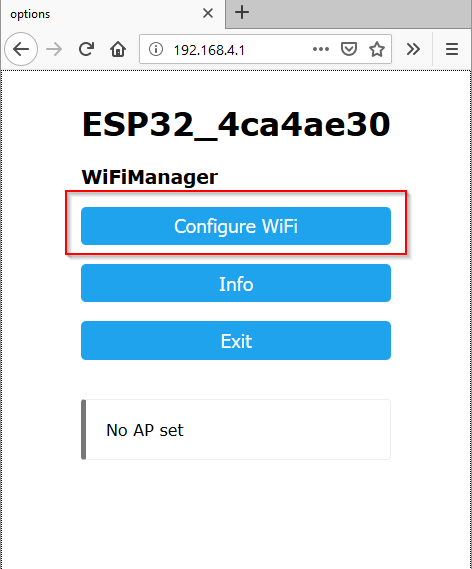 options
192.168.4.1
ESP32_4ca4ae30
WiFiManager
Configure WiFi
Info
Exit
No AP set